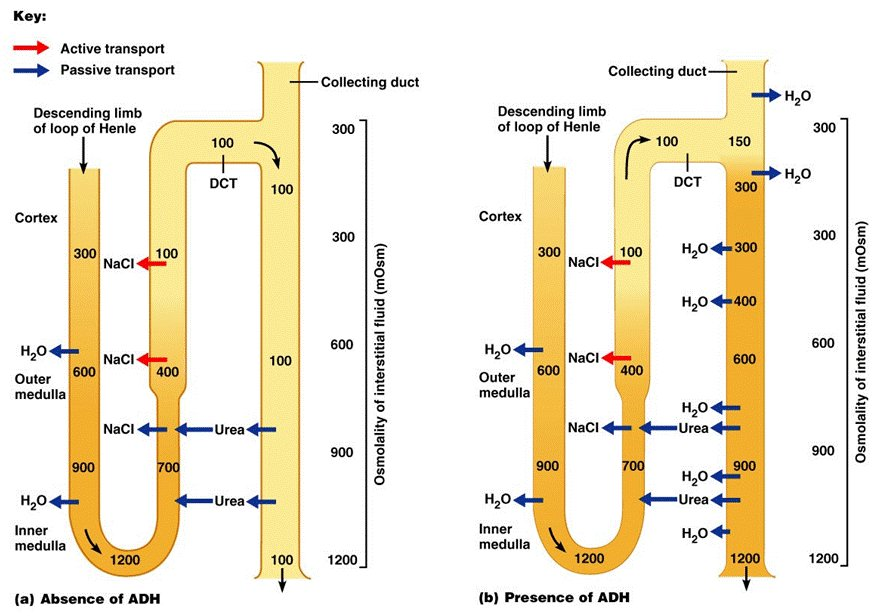 Key:
Active transport
Passive transport
Collecting duct
Descending limb
of loop of Henle
300
100
DCT
100
Cortex
300
100
300
NaCl
H₂O
NaCl
100
600
600
400
Outer
medulla
NaCl
Urea
900
900
700
H₂O
Urea
Inner
medulla
1200
100
1200
Osmolality of interstitial fluid (mOsm)
(a) Absence of ADH
Collecting duct
H₂O
Descending limb
of loop of Henle
300
100
150
DCT
H₂O
300
Cortex
300
100
H₂O
300
300
NaCl
H₂O
400
H₂O
NaCl
600
600
400
600
Outer
medulla
H₂O
NaCl
Urea
900
900
700
900
H₂O
H₂O
Urea
Inner
medulla
H₂O
1200
1200
1200
Osmolality of interstitial fluid (mOsm)
(b) Presence of ADH